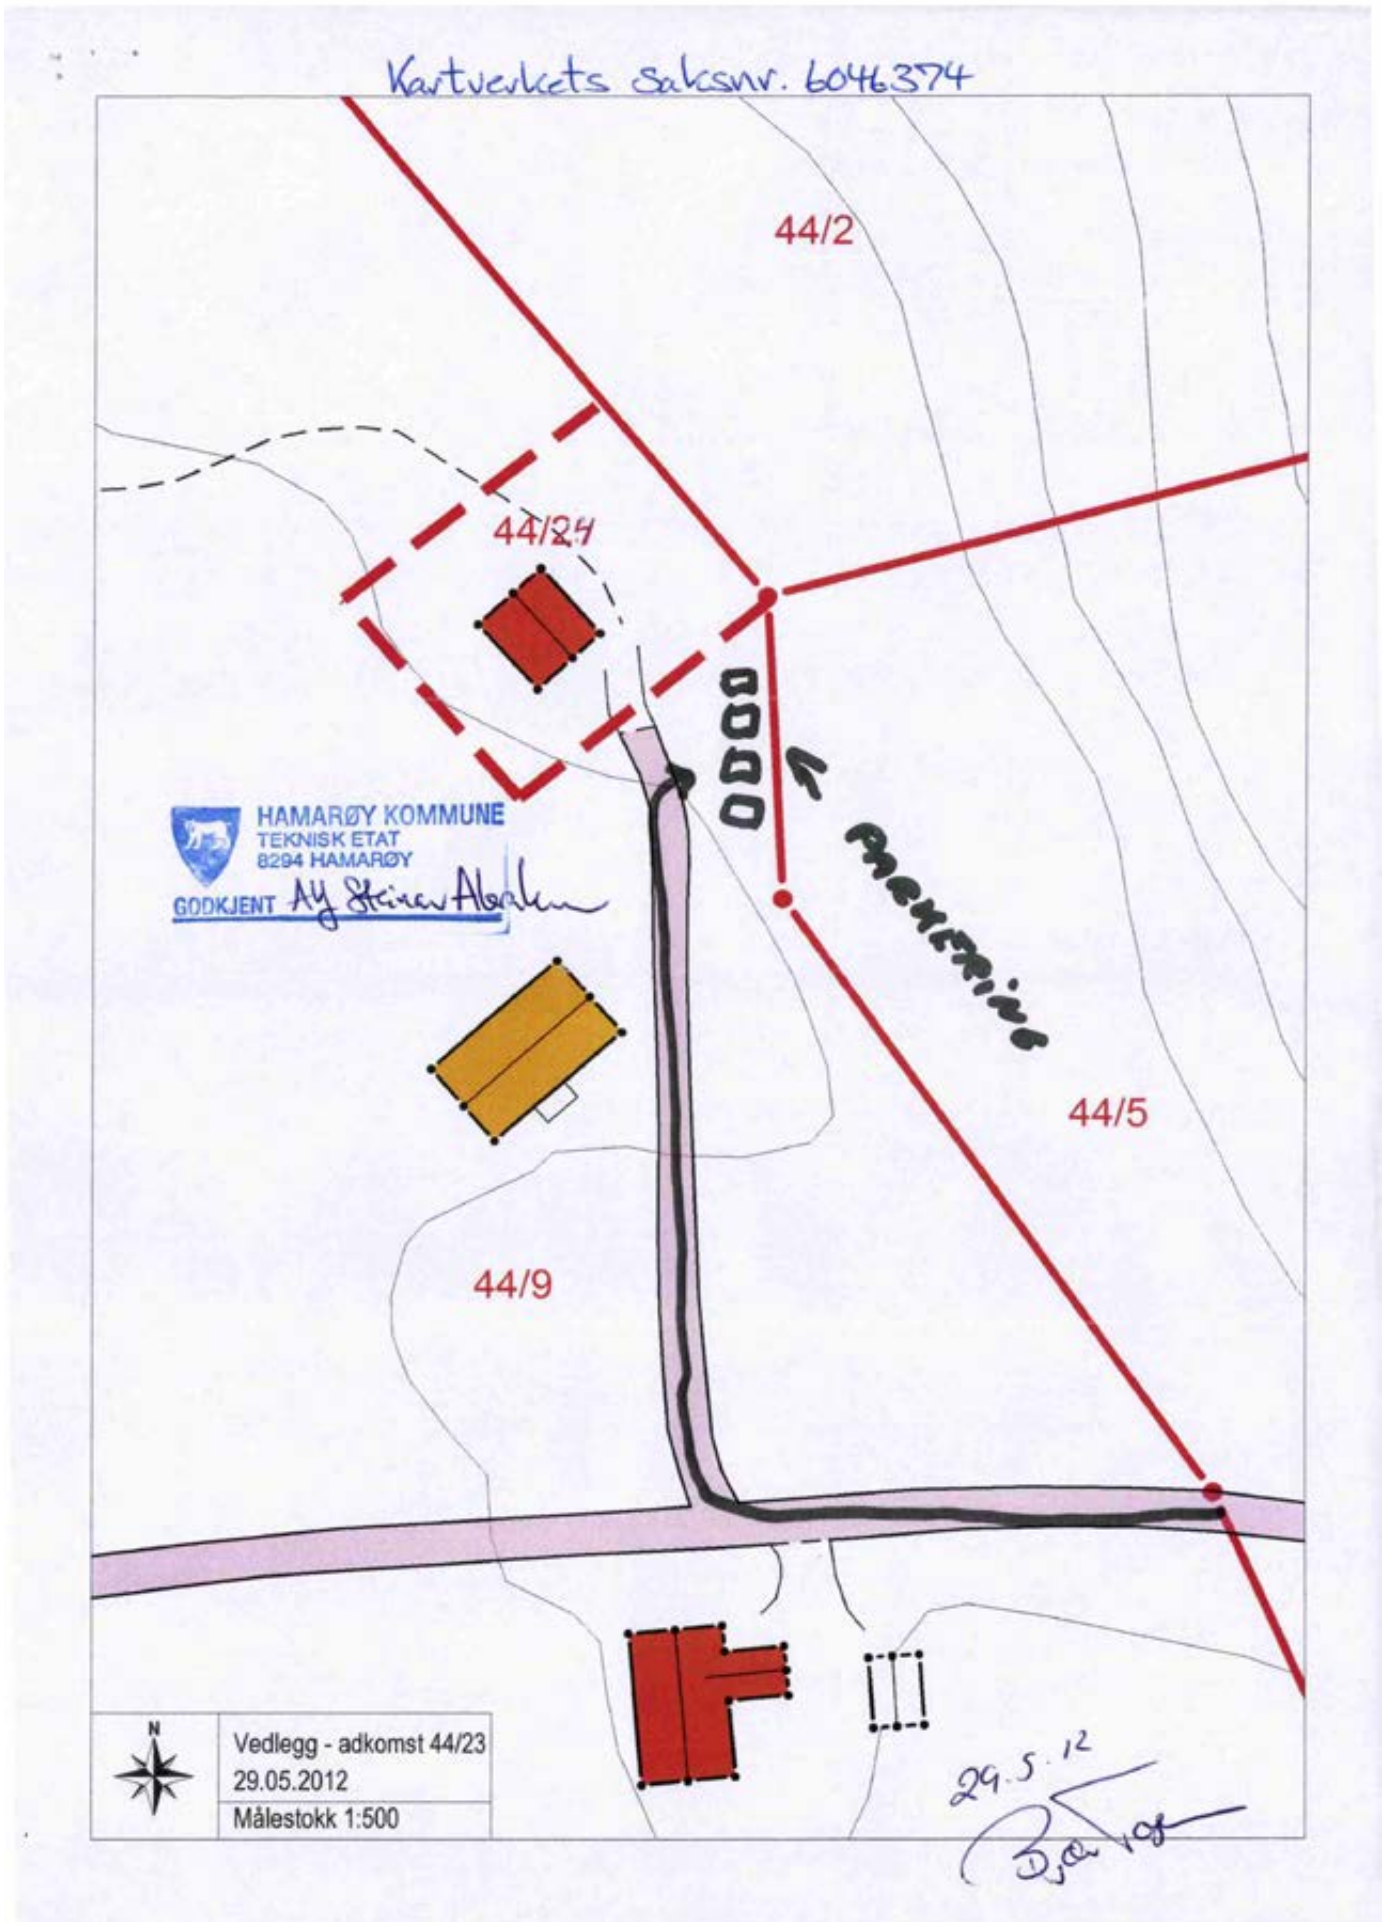 Kartverkets Saksnr. 6046374
44/2
44/24
HAMARØY KOMMUNE
TEKNISK ETAT
8294 HAMARØY
GODKJENT
PARKERING
44/5
44/9
N
Vedlegg - adkomst 44/23
29.05.2012
Målestokk 1:500
29.5.12